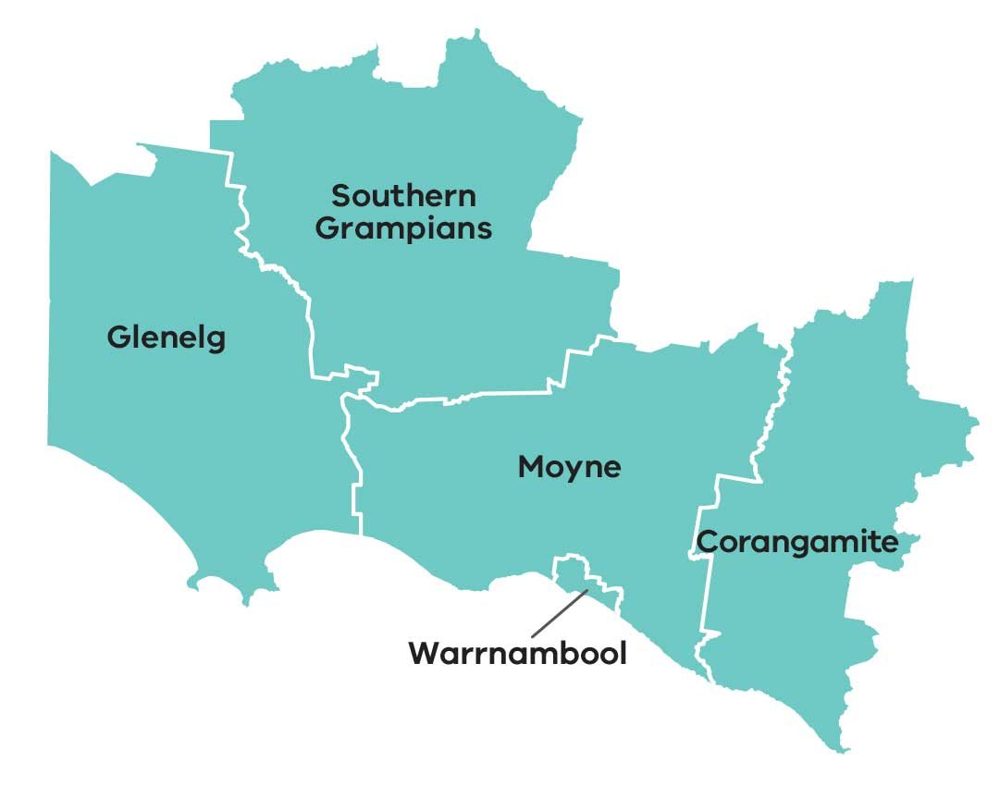 Southern
Grampians
Glenelg
Moyne
Corangamite
Warrnambool